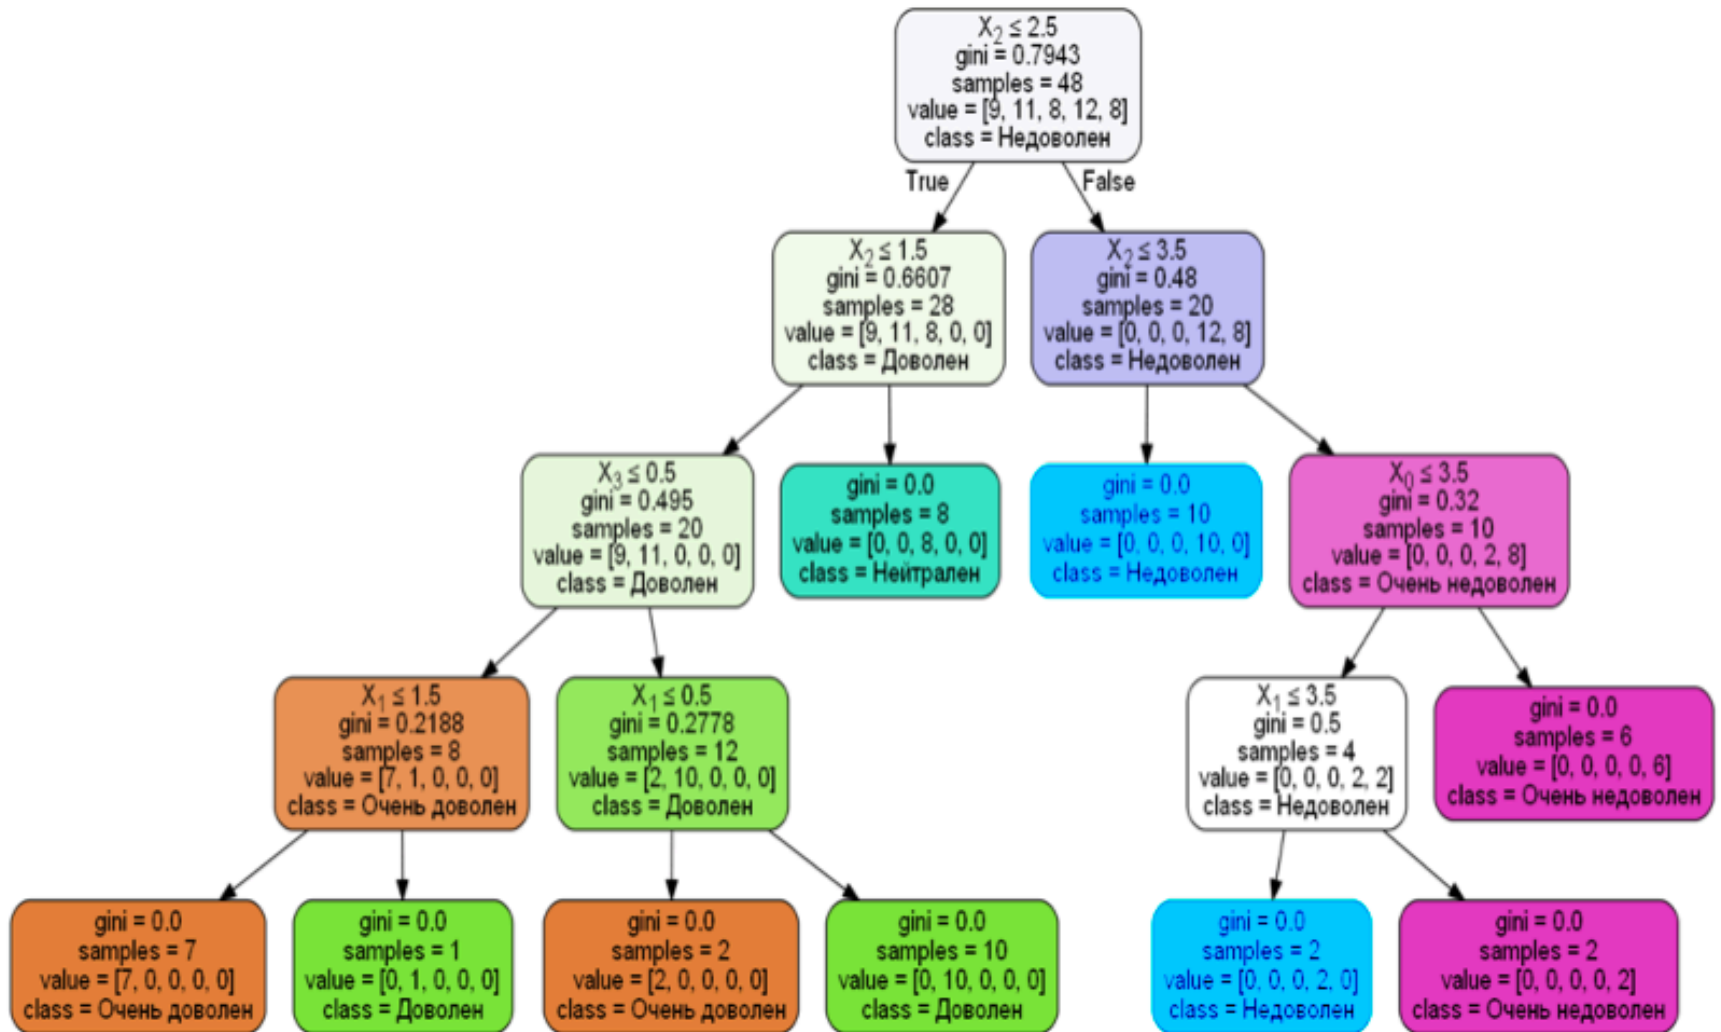 X₂ ≤ 2.5
gini = 0.7943
samples = 48
value = [9, 11, 8, 12, 8]
class = Недоволен
True
False
X₂ ≤ 1.5
gini = 0.6607
samples = 28
value = [9, 11, 8, 0, 0]
class = Доволен
X₂ ≤ 3.5
gini = 0.48
samples = 20
value = [0, 0, 0, 12, 8]
class = Недоволен
X₃ ≤ 0.5
gini = 0.495
samples = 20
value = [9, 11, 0, 0, 0]
class = Доволен
gini = 0.0
samples = 8
value = [0, 0, 8, 0, 0]
class = Нейтрален
gini = 0.0
samples = 10
value = [0, 0, 0, 10, 0]
class = Недоволен
X₀ ≤ 3.5
gini = 0.32
samples = 10
value = [0, 0, 0, 2, 8]
class = Очень недоволен
X₁ ≤ 1.5
gini = 0.2188
samples = 8
value = [7, 1, 0, 0, 0]
class = Очень доволен
X₁ ≤ 0.5
gini = 0.2778
samples = 12
value = [2, 10, 0, 0, 0]
class = Доволен
X₁ ≤ 3.5
gini = 0.5
samples = 4
value = [0, 0, 0, 2, 2]
class = Недоволен
gini = 0.0
samples = 6
value = [0, 0, 0, 0, 6]
class = Очень недоволен
gini = 0.0
samples = 7
value = [7, 0, 0, 0, 0]
class = Очень доволен
gini = 0.0
samples = 1
value = [0, 1, 0, 0, 0]
class = Доволен
gini = 0.0
samples = 2
value = [2, 0, 0, 0, 0]
class = Очень доволен
gini = 0.0
samples = 10
value = [0, 10, 0, 0, 0]
class = Доволен
gini = 0.0
samples = 2
value = [0, 0, 0, 2, 0]
class = Недоволен
gini = 0.0
samples = 2
value = [0, 0, 0, 0, 2]
class = Очень недоволен